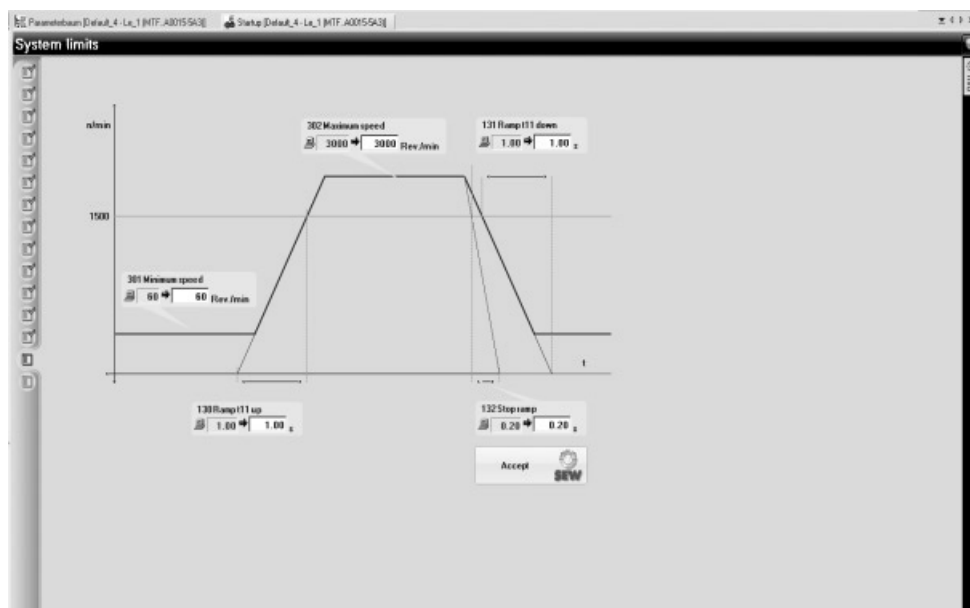 Parameterbaum [Default_4 - Le_1 (MTF..A0015-5A3)] Startup [Default_4 - Le_1 (MTF..A0015-5A3)]
System limits
n/min
302 Maximum speed
3000 3000 Rev./min
131 Ramp t11 down
1.00 1.00 s
1500
301 Minimum speed
60 60 Rev./min
t
130 Ramp t11 up
1.00 1.00 s
132 Stop ramp
0.20 0.20 s
Accept SEW